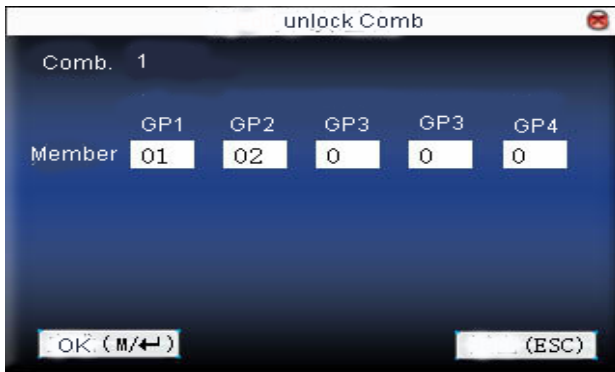 unlock Comb
Comb. 1
GP1 GP2 GP3 GP3 GP4
Member 01 02 0 0 0
OK (M/↵) (ESC)